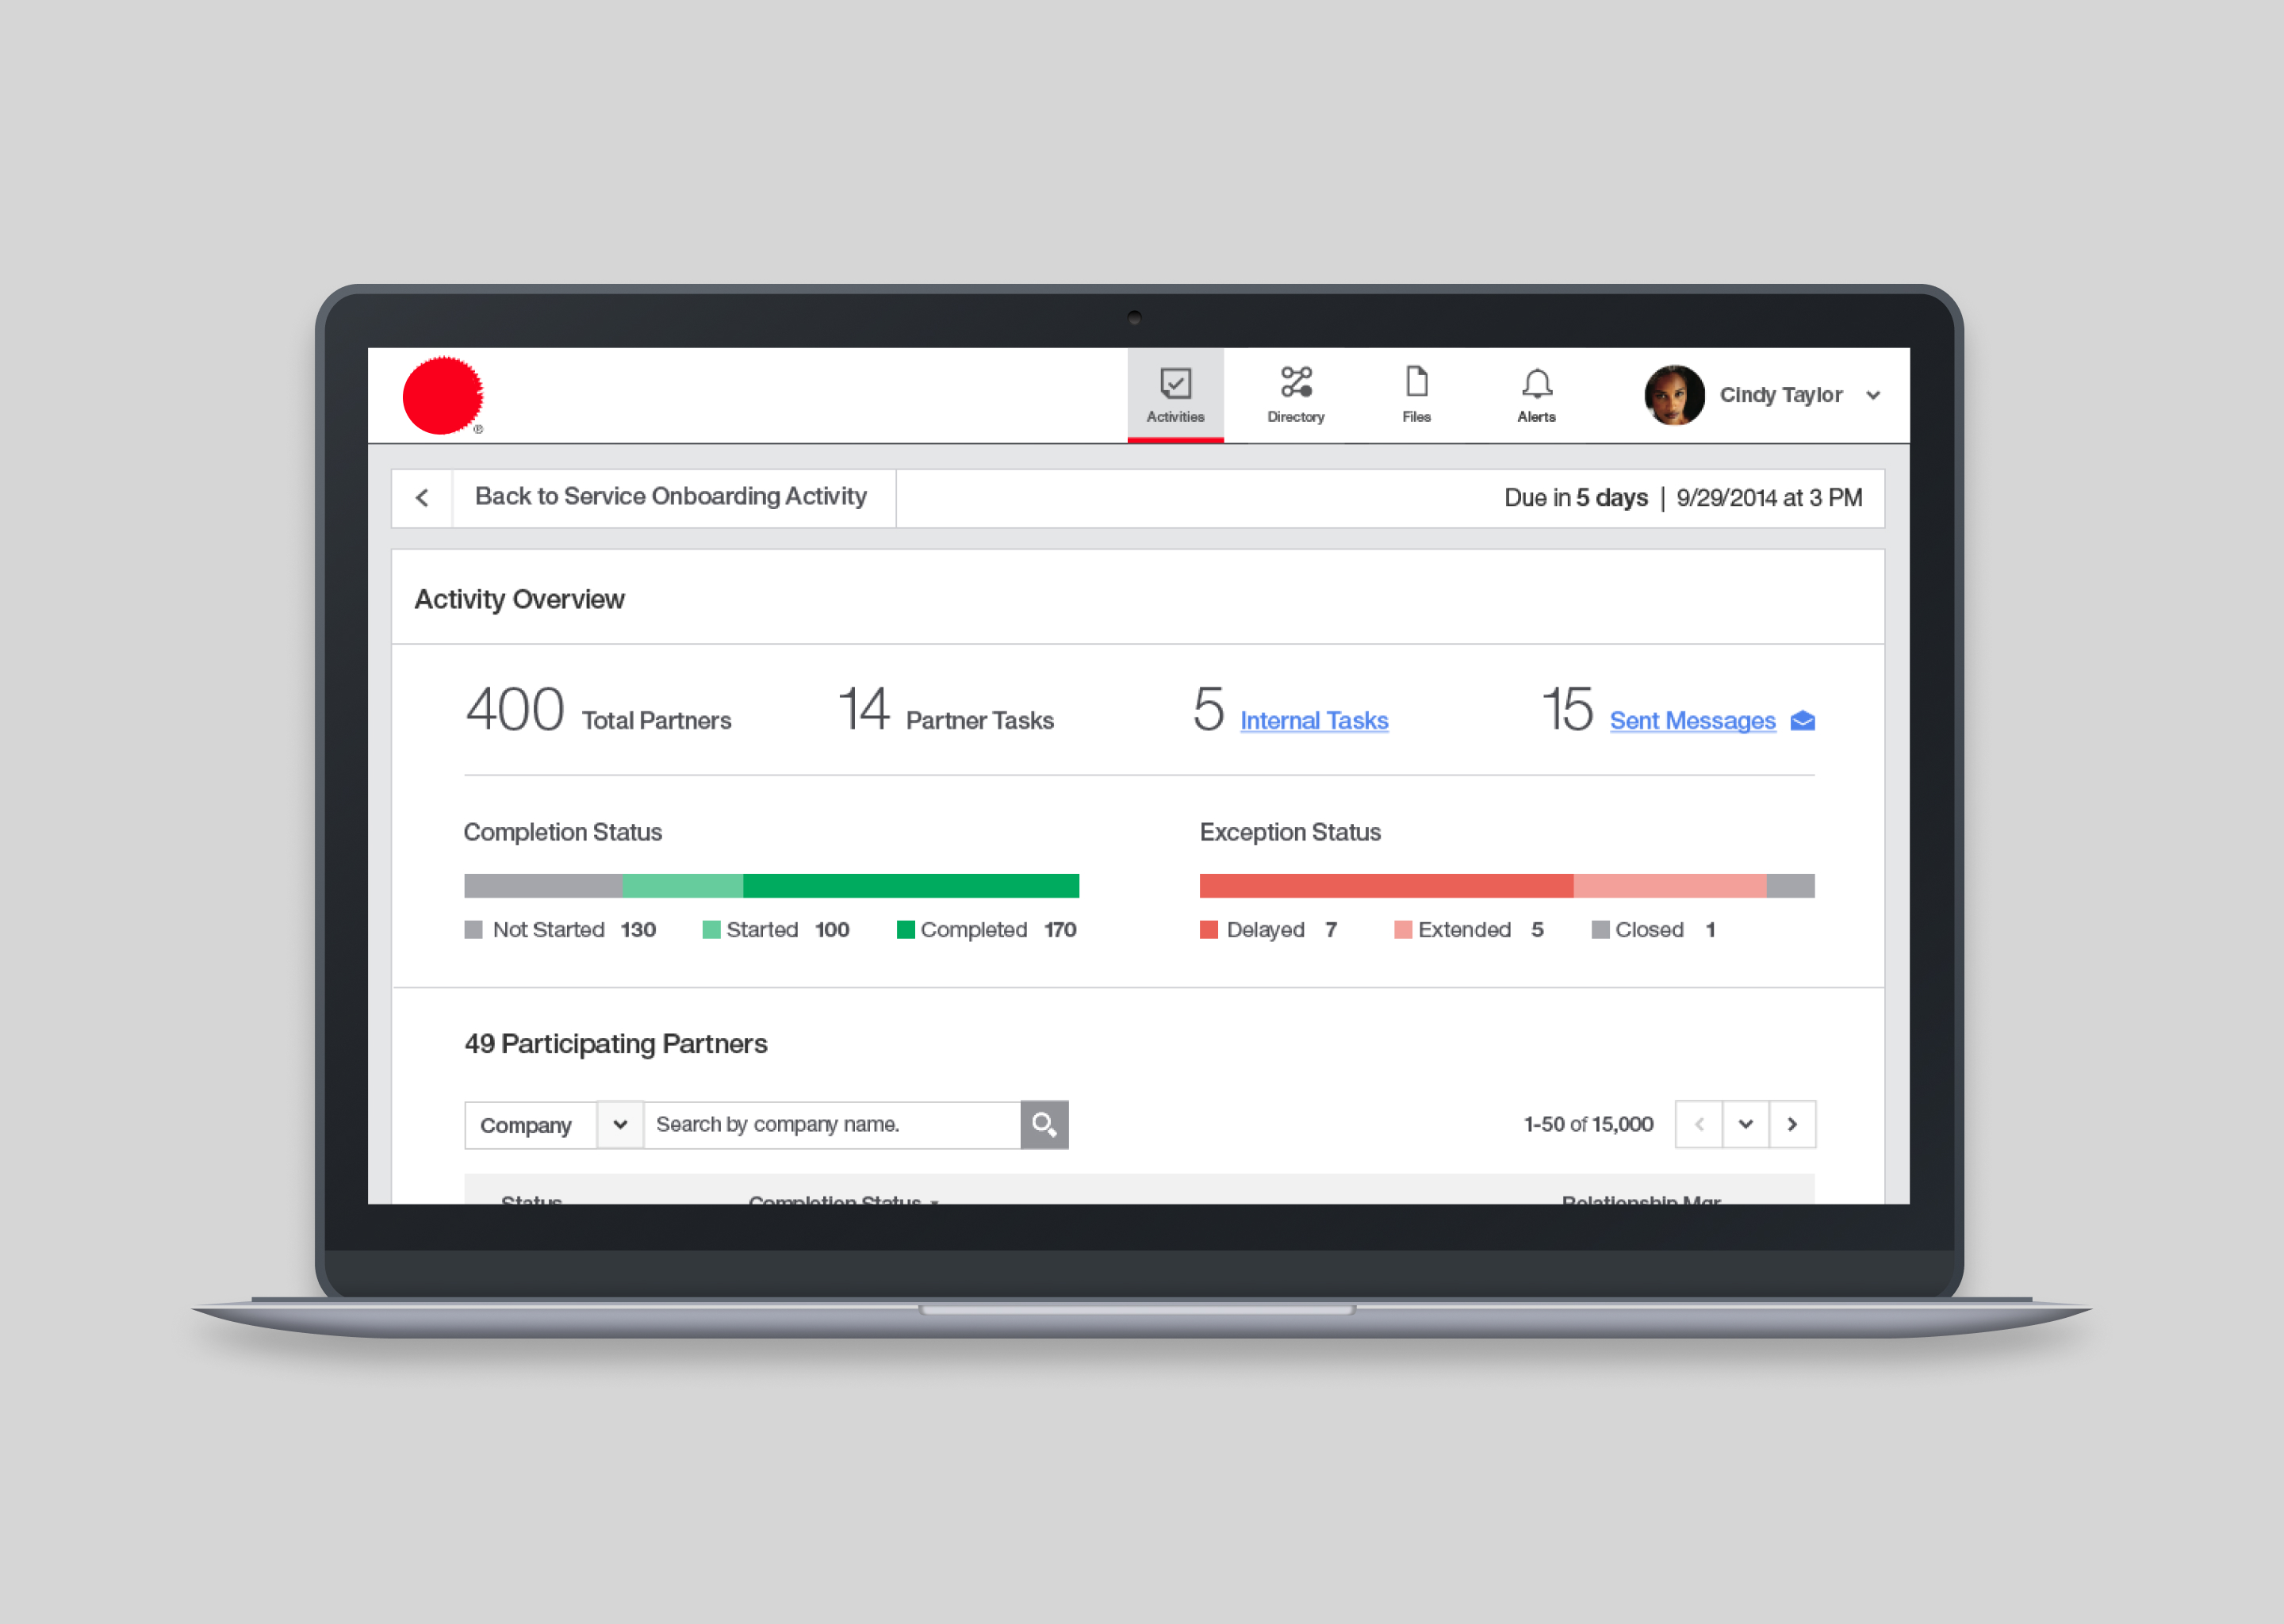 ℗
Activities Directory Files Alerts Cindy Taylor
Back to Service Onboarding Activity Due in 5 days | 9/29/2014 at 3 PM
Activity Overview
400 Total Partners 14 Partner Tasks 5 Internal Tasks 15 Sent Messages
Completion Status Exception Status
Not Started 130 Started 100 Completed 170 Delayed 7 Extended 5 Closed 1
49 Participating Partners
Company Search by company name. 1-50 of 15,000
Status Completion Status Relationship Mgr